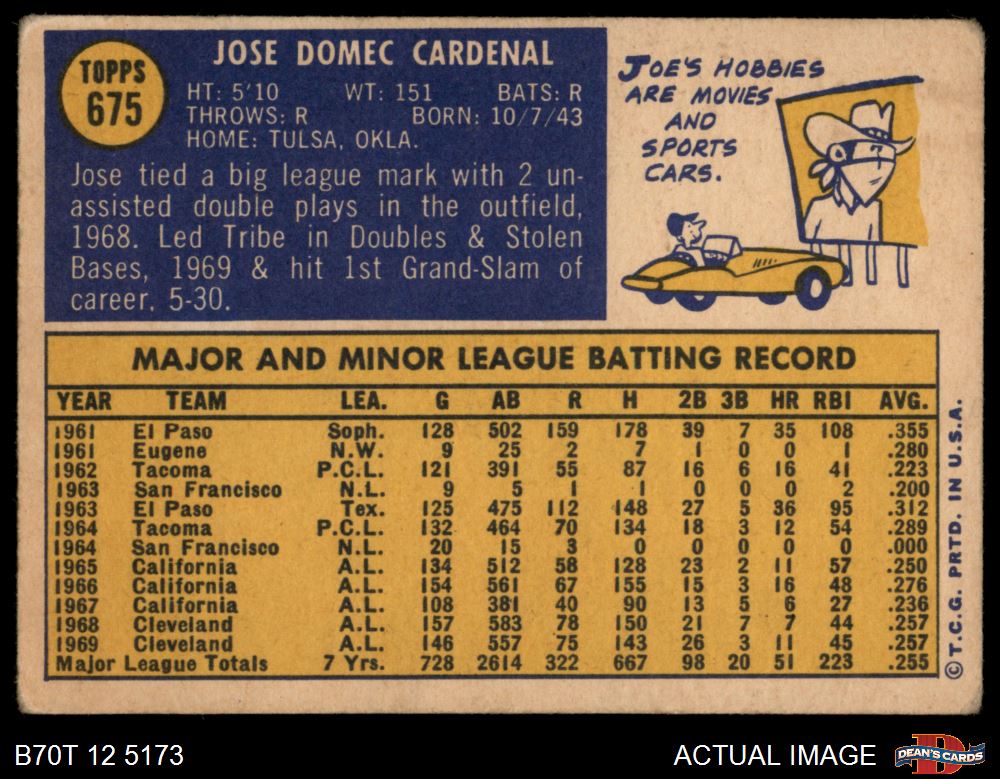 TOPPS
675
JOSE DOMEC CARDENAL
HT: 5'10 WT: 151 BATS: R
THROWS: R BORN: 10/7/43
HOME: TULSA, OKLA.
Jose tied a big league mark with 2 un-
assisted double plays in the outfield,
1968. Led Tribe in Doubles & Stolen
Bases, 1969 & hit 1st Grand-Slam of
career, 5-30.
JOE'S HOBBIES
ARE MOVIES
AND
SPORTS
CARS.
MAJOR AND MINOR LEAGUE BATTING RECORD
YEAR TEAM LEA. G AB R H 2B 3B HR RBI AVG.
1961 El Paso Soph. 128 502 159 178 39 7 35 108 .355
1961 Eugene N.W. 9 25 2 7 1 0 0 1 .280
1962 Tacoma P.C.L. 121 391 55 87 16 6 16 41 .223
1963 San Francisco N.L. 9 5 1 1 0 0 0 2 .200
1963 El Paso Tex. 125 475 112 148 27 5 36 95 .312
1964 Tacoma P.C.L. 132 464 70 134 18 3 12 54 .289
1964 San Francisco N.L. 20 15 3 0 0 0 0 0 .000
1965 California A.L. 134 512 58 128 23 2 11 57 .250
1966 California A.L. 154 561 67 155 15 3 16 48 .276
1967 California A.L. 108 381 40 90 13 5 6 27 .236
1968 Cleveland A.L. 157 583 78 150 21 7 7 44 .257
1969 Cleveland A.L. 146 557 75 143 26 3 11 45 .257
Major League Totals 7 Yrs. 728 2614 322 667 98 20 51 223 .255
© T.C.G. PRTD. IN U.S.A.
B70T 12 5173
ACTUAL IMAGE
D
DEAN'S CARDS